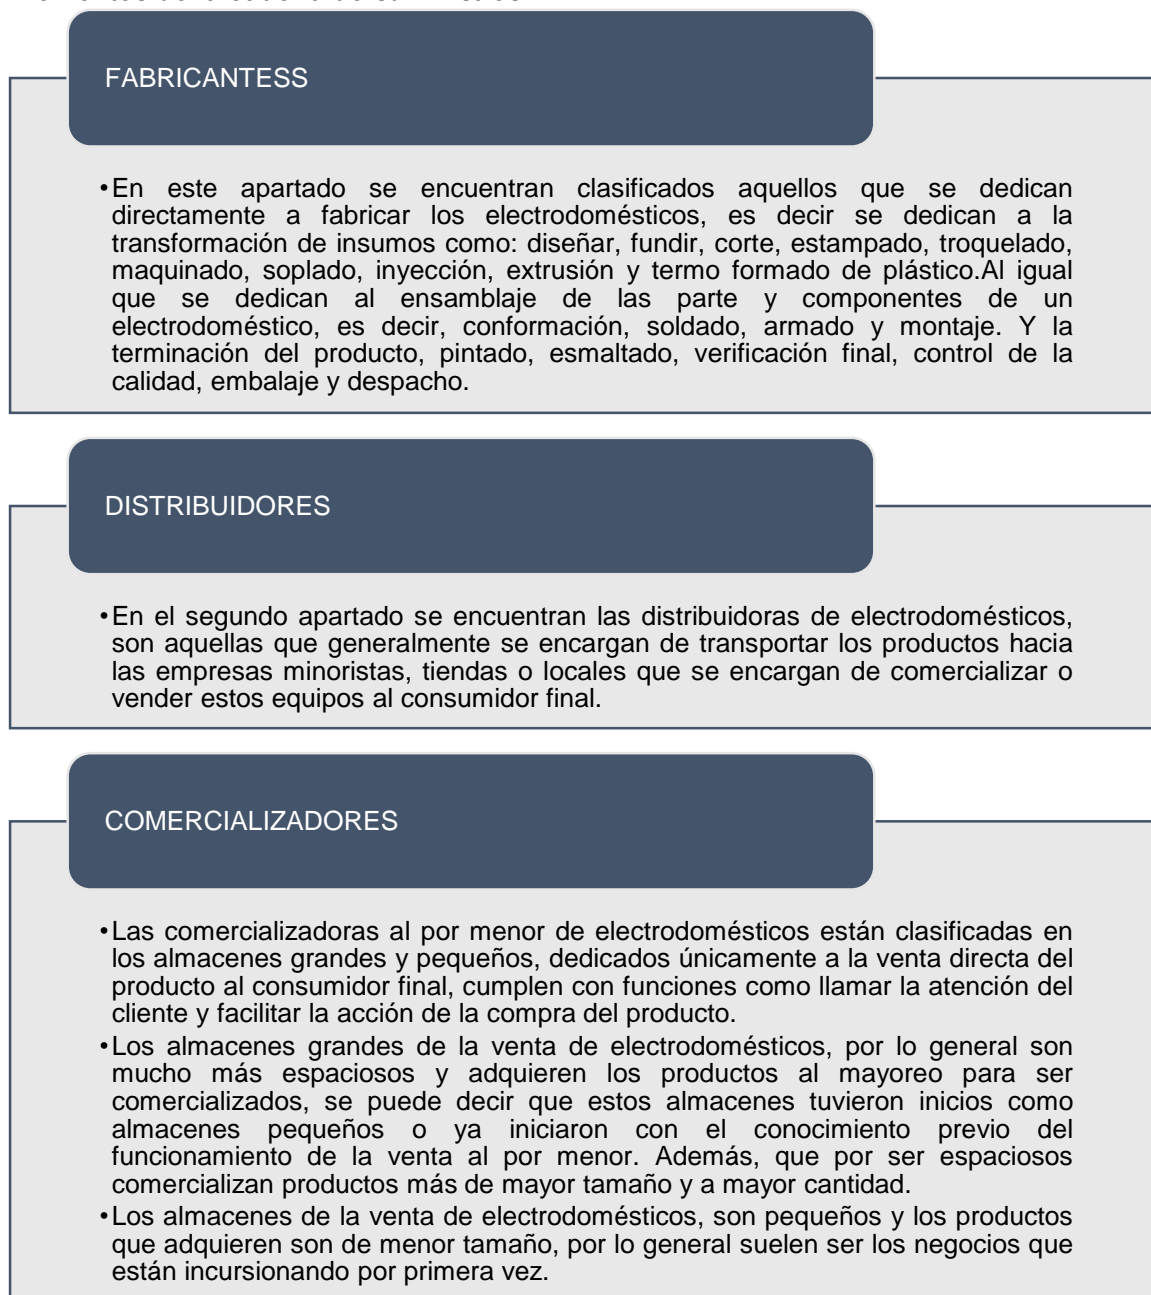 FABRICANTESS
•En este apartado se encuentran clasificados aquellos que se dedican
directamente a fabricar los electrodomésticos, es decir se dedican a la
transformación de insumos como: diseñar, fundir, corte, estampado, troquelado,
maquinado, soplado, inyección, extrusión y termo formado de plástico.Al igual
que se dedican al ensamblaje de las parte y componentes de un
electrodoméstico, es decir, conformación, soldado, armado y montaje. Y la
terminación del producto, pintado, esmaltado, verificación final, control de la
calidad, embalaje y despacho.
DISTRIBUIDORES
•En el segundo apartado se encuentran las distribuidoras de electrodomésticos,
son aquellas que generalmente se encargan de transportar los productos hacia
las empresas minoristas, tiendas o locales que se encargan de comercializar o
vender estos equipos al consumidor final.
COMERCIALIZADORES
•Las comercializadoras al por menor de electrodomésticos están clasificadas en
los almacenes grandes y pequeños, dedicados únicamente a la venta directa del
producto al consumidor final, cumplen con funciones como llamar la atención del
cliente y facilitar la acción de la compra del producto.
•Los almacenes grandes de la venta de electrodomésticos, por lo general son
mucho más espaciosos y adquieren los productos al mayoreo para ser
comercializados, se puede decir que estos almacenes tuvieron inicios como
almacenes pequeños o ya iniciaron con el conocimiento previo del
funcionamiento de la venta al por menor. Además, que por ser espaciosos
comercializan productos más de mayor tamaño y a mayor cantidad.
•Los almacenes de la venta de electrodomésticos, son pequeños y los productos
que adquieren son de menor tamaño, por lo general suelen ser los negocios que
están incursionando por primera vez.